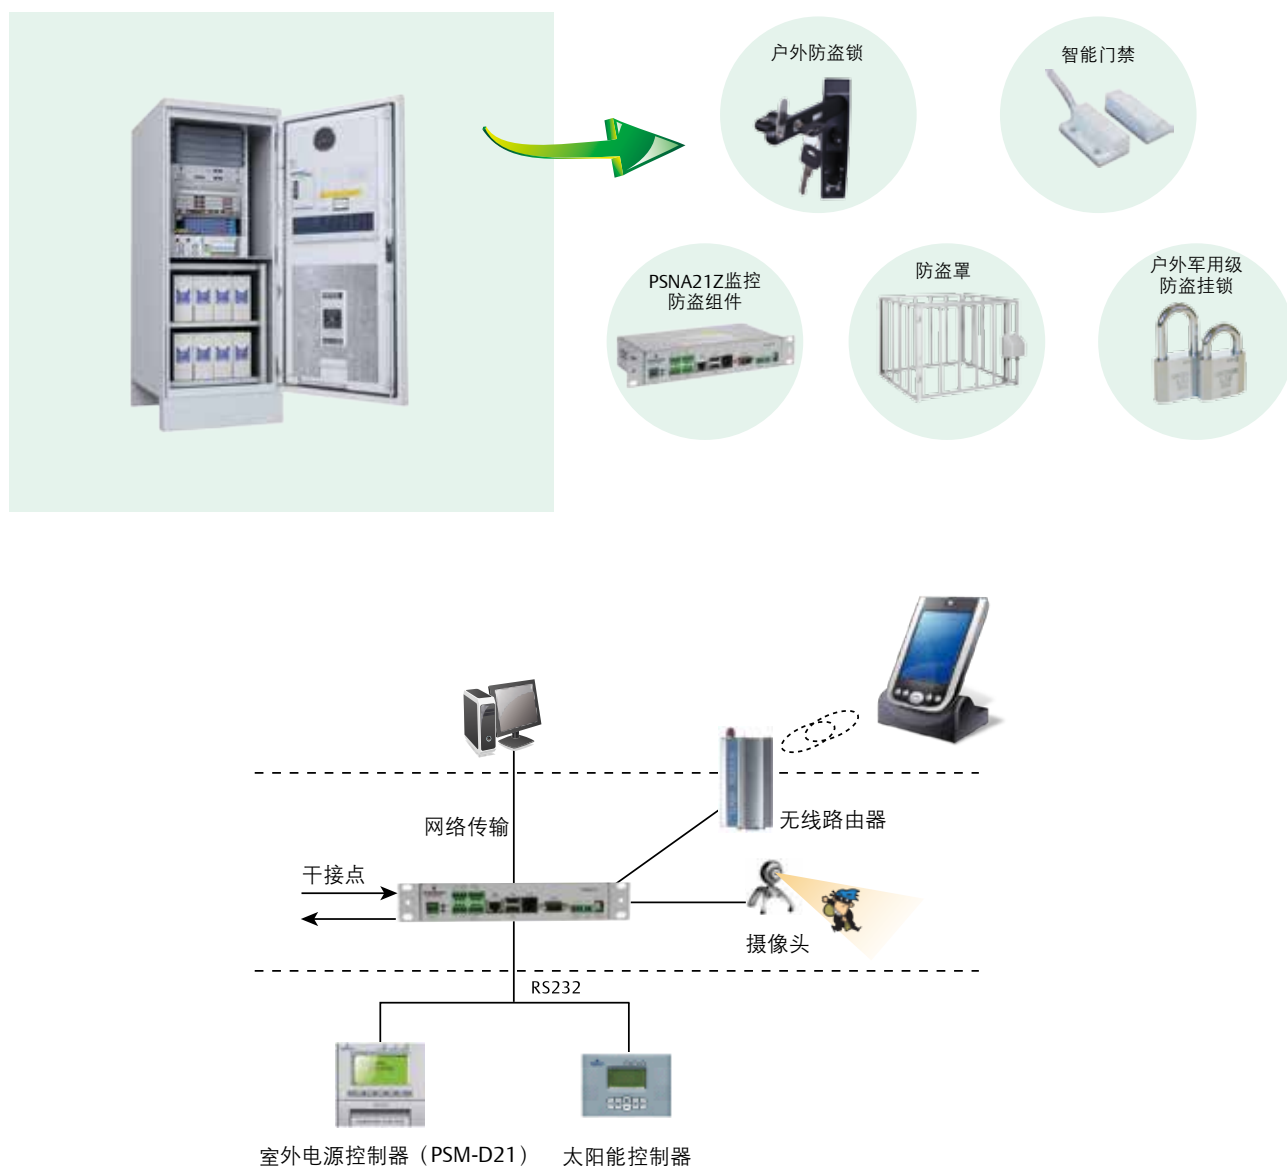 户外防盗锁
智能门禁
PSNA21Z监控
防盗组件
防盗罩
户外军用级
防盗挂锁
网络传输
无线路由器
干接点
摄像头
RS232
室外电源控制器（PSM-D21）
太阳能控制器